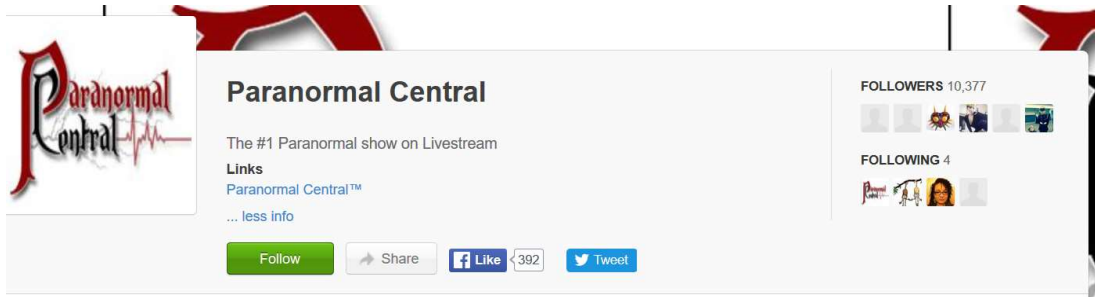 Paranormal
Central
Paranormal Central
The #1 Paranormal show on Livestream
Links
Paranormal Central™
... less info
Follow
Share
Like
392
Tweet
FOLLOWERS 10,377
FOLLOWING 4